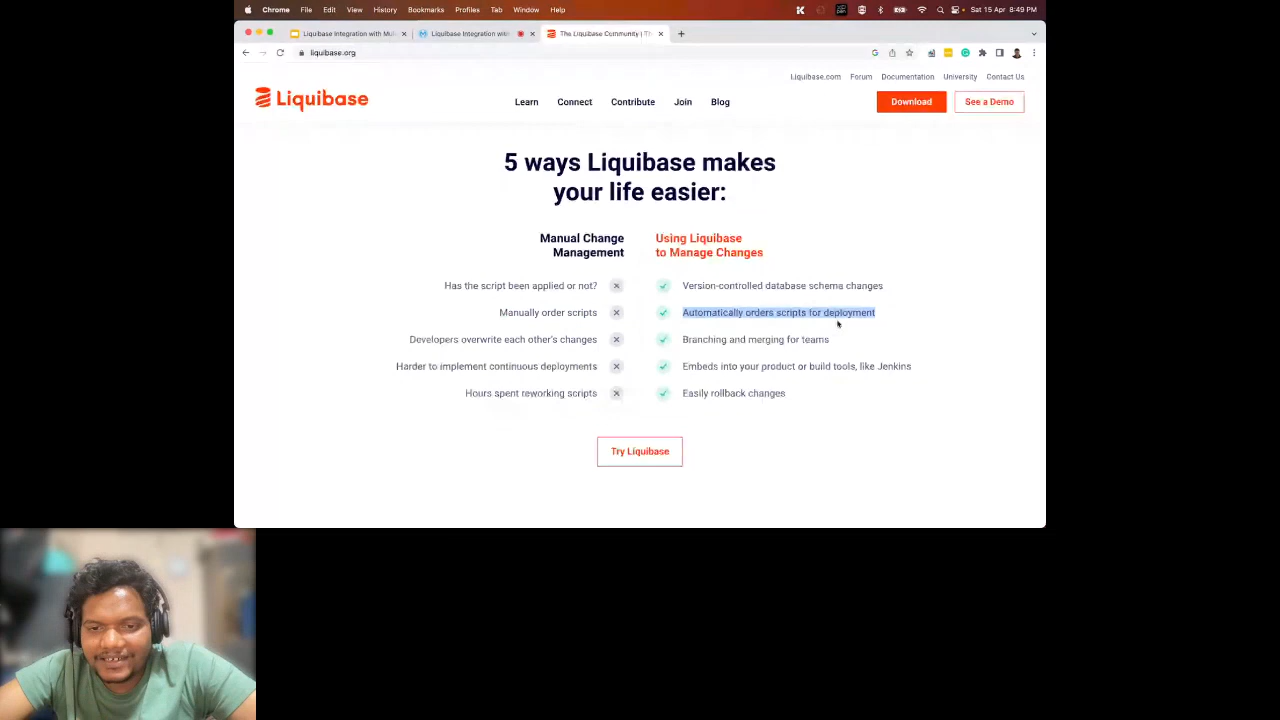 Chrome File Edit View History Bookmarks Profiles Tab Window Help Sat 15 Apr 8:49 PM
Liquibase Integration with Mul
Liquibase Integration with
The Liquibase Community | Th
liquibase.org
Liquibase.com Forum Documentation University Contact Us
Liquibase
Learn Connect Contribute Join Blog
Download
See a Demo
5 ways Liquibase makes
your life easier:
Manual Change
Management
Using Liquibase
to Manage Changes
Has the script been applied or not?
Version-controlled database schema changes
Manually order scripts
Automatically orders scripts for deployment
Developers overwrite each other's changes
Branching and merging for teams
Harder to implement continuous deployments
Embeds into your product or build tools, like Jenkins
Hours spent reworking scripts
Easily rollback changes
Try Liquibase